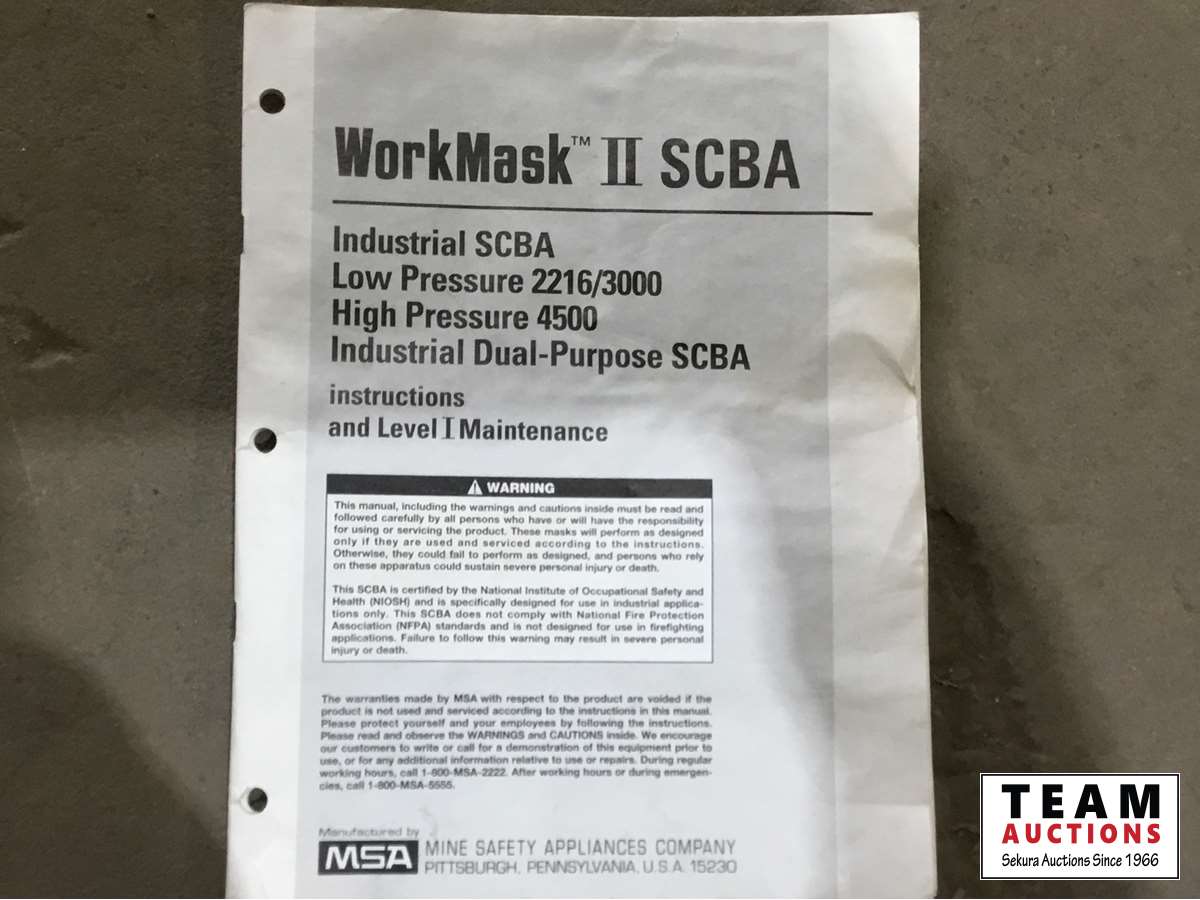 WorkMask™ II SCBA
Industrial SCBA
Low Pressure 2216/3000
High Pressure 4500
Industrial Dual-Purpose SCBA
instructions
and Level I Maintenance
⚠ WARNING
This manual, including the warnings and cautions inside must be read and
followed carefully by all persons who have or will have the responsibility
for using or servicing the product. These masks will perform as designed
only if they are used and serviced according to the instructions.
Otherwise, they could fail to perform as designed, and persons who rely
on these apparatus could sustain severe personal injury or death.
This SCBA is certified by the National Institute of Occupational Safety and
Health (NIOSH) and is specifically designed for use in industrial applica-
tions only. This SCBA does not comply with National Fire Protection
Association (NFPA) standards and is not designed for use in firefighting
applications. Failure to follow this warning may result in severe personal
injury or death.
The warranties made by MSA with respect to the product are voided if the
product is not used and serviced according to the instructions in this manual.
Please protect yourself and your employees by following the instructions.
Please read and observe the WARNINGS and CAUTIONS inside. We encourage
our customers to write or call for a demonstration of this equipment prior to
use, or for any additional information relative to use or repairs. During regular
working hours, call 1-800-MSA-2222. After working hours or during emergen-
cies, call 1-800-MSA-5555.
Manufactured by
MSA MINE SAFETY APPLIANCES COMPANY
PITTSBURGH, PENNSYLVANIA, U.S.A. 15230
TEAM
AUCTIONS
Sekura Auctions Since 1966